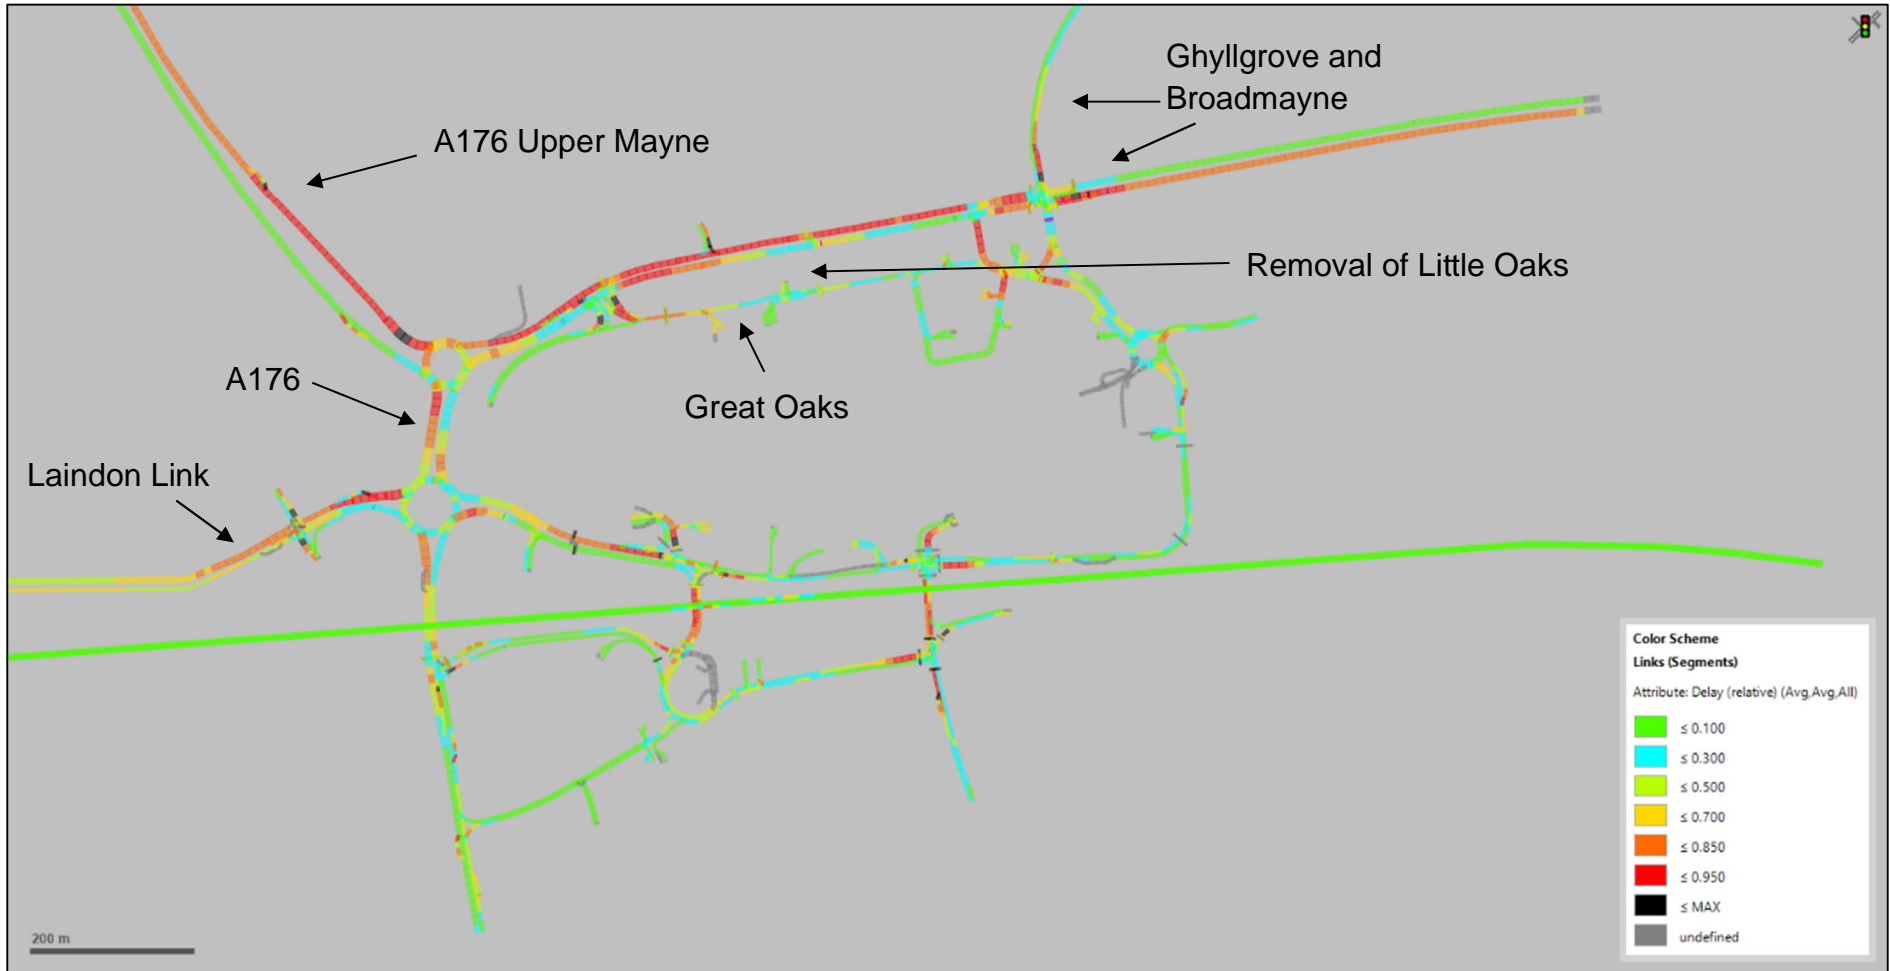 Ghyllgrove and
Broadmayne
A176 Upper Mayne
Removal of Little Oaks
A176
Great Oaks
Laindon Link
Color Scheme
Links (Segments)
Attribute: Delay (relative) (Avg,Avg,All)
≤ 0.100
≤ 0.300
≤ 0.500
≤ 0.700
≤ 0.850
≤ 0.950
≤ MAX
undefined
200 m